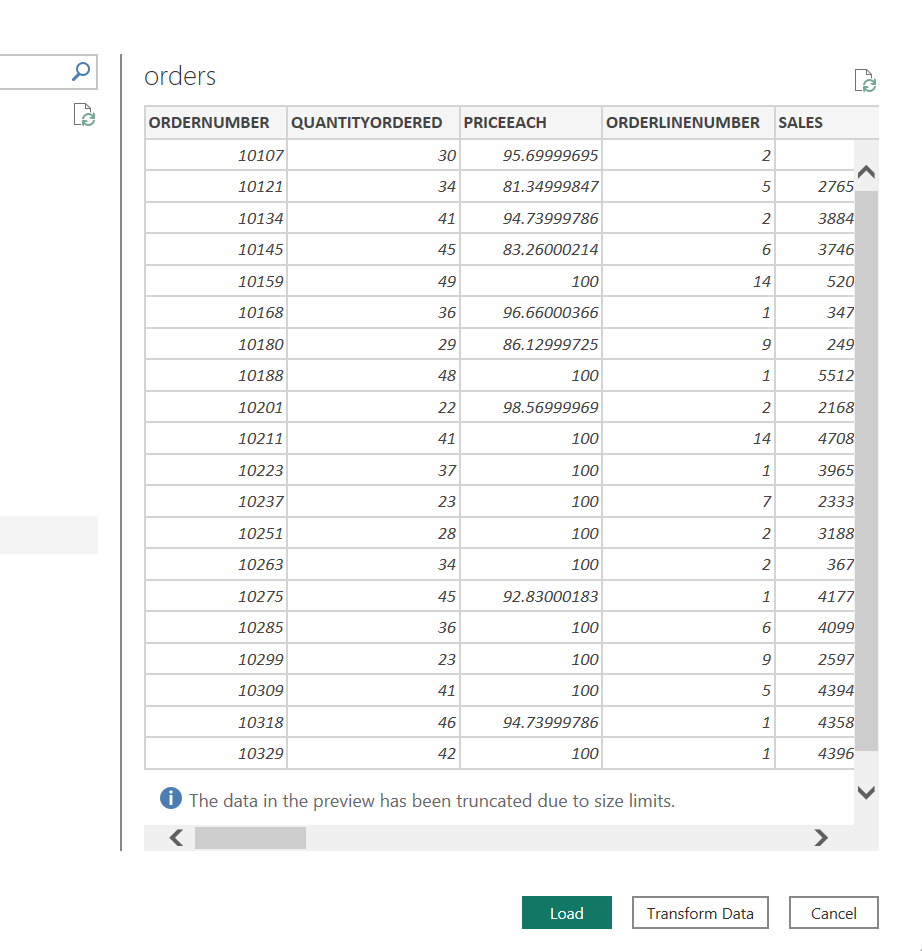 orders
ORDERNUMBER QUANTITYORDERED PRICEEACH ORDERLINENUMBER SALES
10107 30 95.69999695 2
10121 34 81.34999847 5 2765
10134 41 94.73999786 2 3884
10145 45 83.26000214 6 3746
10159 49 100 14 520
10168 36 96.66000366 1 347
10180 29 86.12999725 9 249
10188 48 100 1 5512
10201 22 98.56999969 2 2168
10211 41 100 14 4708
10223 37 100 1 3965
10237 23 100 7 2333
10251 28 100 2 3188
10263 34 100 2 367
10275 45 92.83000183 1 4177
10285 36 100 6 4099
10299 23 100 9 2597
10309 41 100 5 4394
10318 46 94.73999786 1 4358
10329 42 100 1 4396
The data in the preview has been truncated due to size limits.
Load Transform Data Cancel